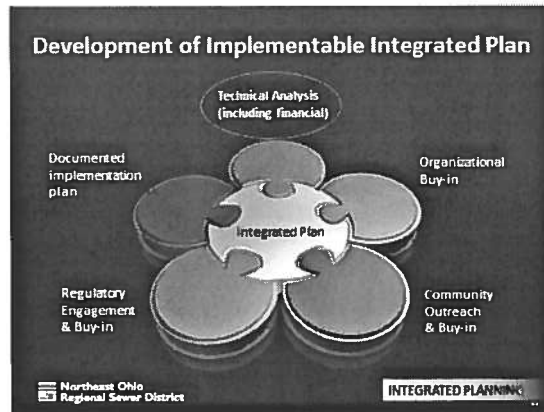 Development of Implementable Integrated Plan
Technical Analysis
(including financial)
Documented
implementation
plan
Organizational
Buy-in
Integrated Plan
Regulatory
Engagement
& Buy-in
Community
Outreach
& Buy-in
Northeast Ohio
Regional Sewer District
INTEGRATED PLANNING